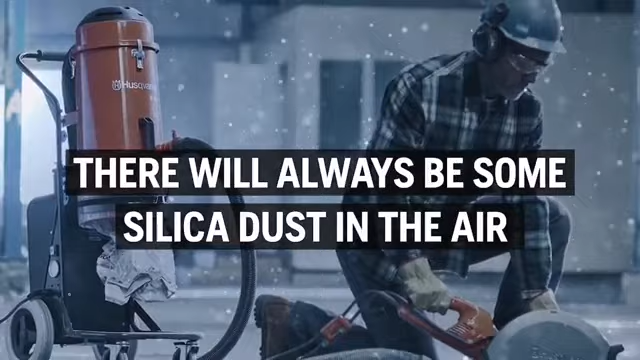 Husqvarna
THERE WILL ALWAYS BE SOME
SILICA DUST IN THE AIR